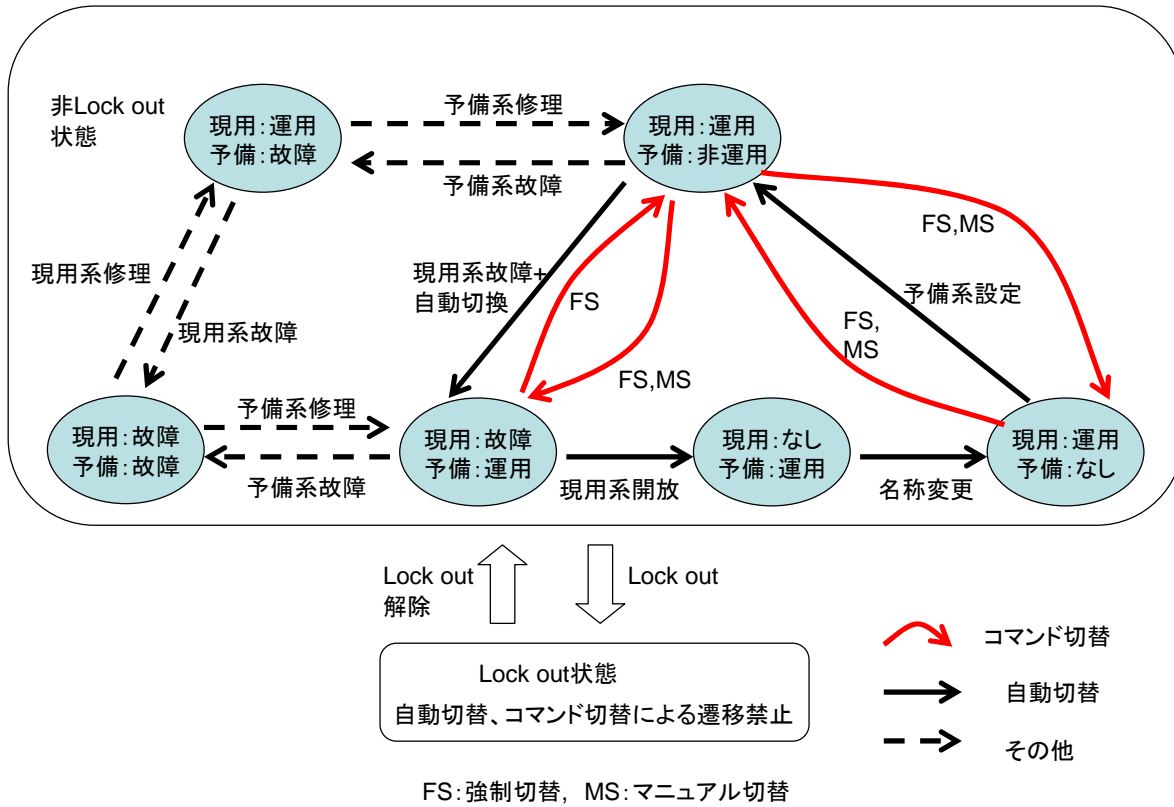 非Lock out
状態
現用：運用
予備：故障
予備系修理
予備系故障
現用：運用
予備：非運用
現用系修理
現用系故障
現用系故障+
自動切換
FS
FS,MS
FS,
MS
予備系設定
FS,MS
現用：故障
予備：故障
予備系修理
予備系故障
現用：故障
予備：運用
現用系開放
現用：なし
予備：運用
名称変更
現用：運用
予備：なし
Lock out
解除
Lock out
Lock out状態
自動切替、コマンド切替による遷移禁止
コマンド切替
自動切替
その他
FS：強制切替， MS：マニュアル切替